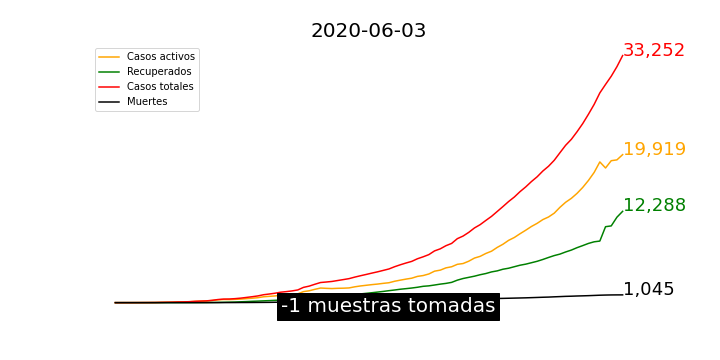 2020-06-03
Casos activos
Recuperados
Casos totales
Muertes
33,252
19,919
12,288
1,045
-1 muestras tomadas